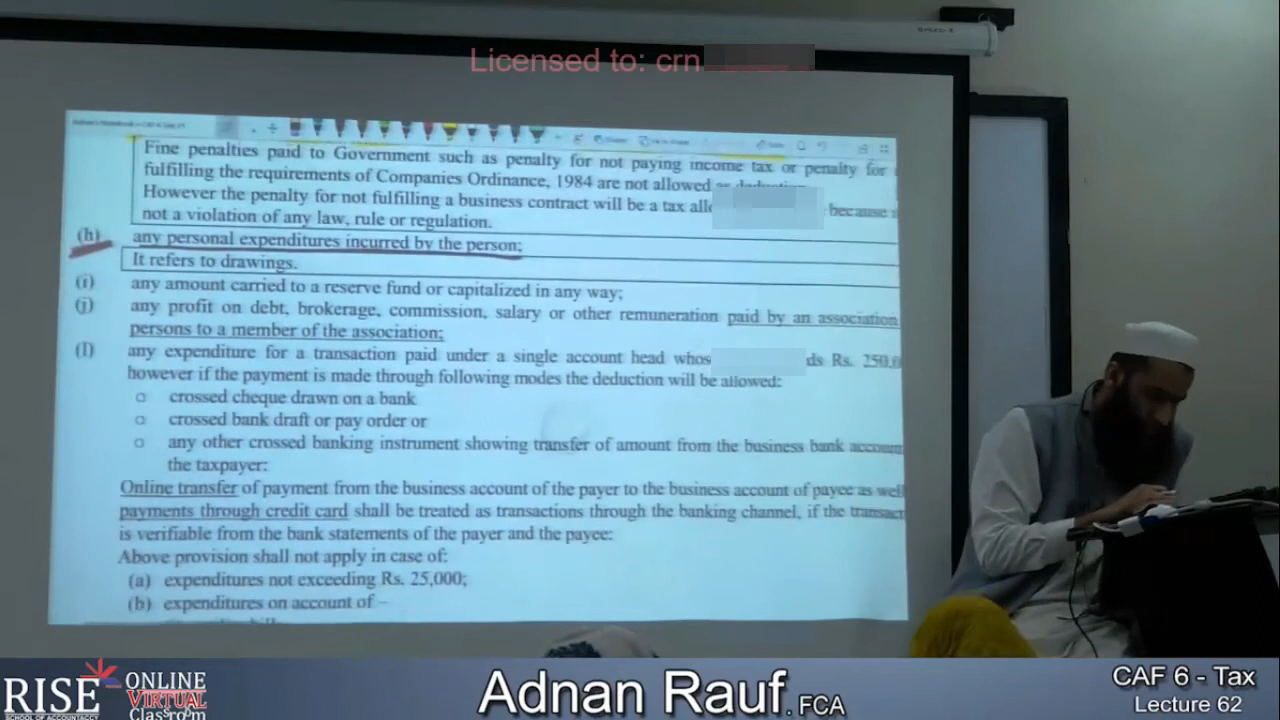 Licensed to: crn
Fine penalties paid to Government such as penalty for not paying income tax or penalty for
fulfilling the requirements of Companies Ordinance, 1984 are not allowed
However the penalty for not fulfilling a business contract will be a tax because
not a violation of any law, rule or regulation.
(h) any personal expenditures incurred by the person;
It refers to drawings.
(i) any amount carried to a reserve fund or capitalized in any way;
(j) any profit on debt, brokerage, commission, salary or other remuneration paid by an association
persons to a member of the association;
(l) any expenditure for a transaction paid under a single account head Rs.
however if the payment is made through following modes the deduction will be allowed:
o crossed cheque drawn on a bank
o crossed bank draft or pay order or
o any other crossed banking instrument showing transfer of amount from the business bank
the taxpayer:
Online transfer of payment from the business account of the payer to the business account of payee as
payments through credit card shall be treated as transactions through the banking channel, if the
is verifiable from the bank statements of the payer and the payee:
Above provision shall not apply in case of:
(a) expenditures not exceeding Rs. 25,000;
(b) expenditures on account of –
RISE
SCHOOL OF ACCOUNTANCY
ONLINE
VIRTUAL
Classroom
Adnan Rauf. FCA
CAF 6 - Tax
Lecture 62